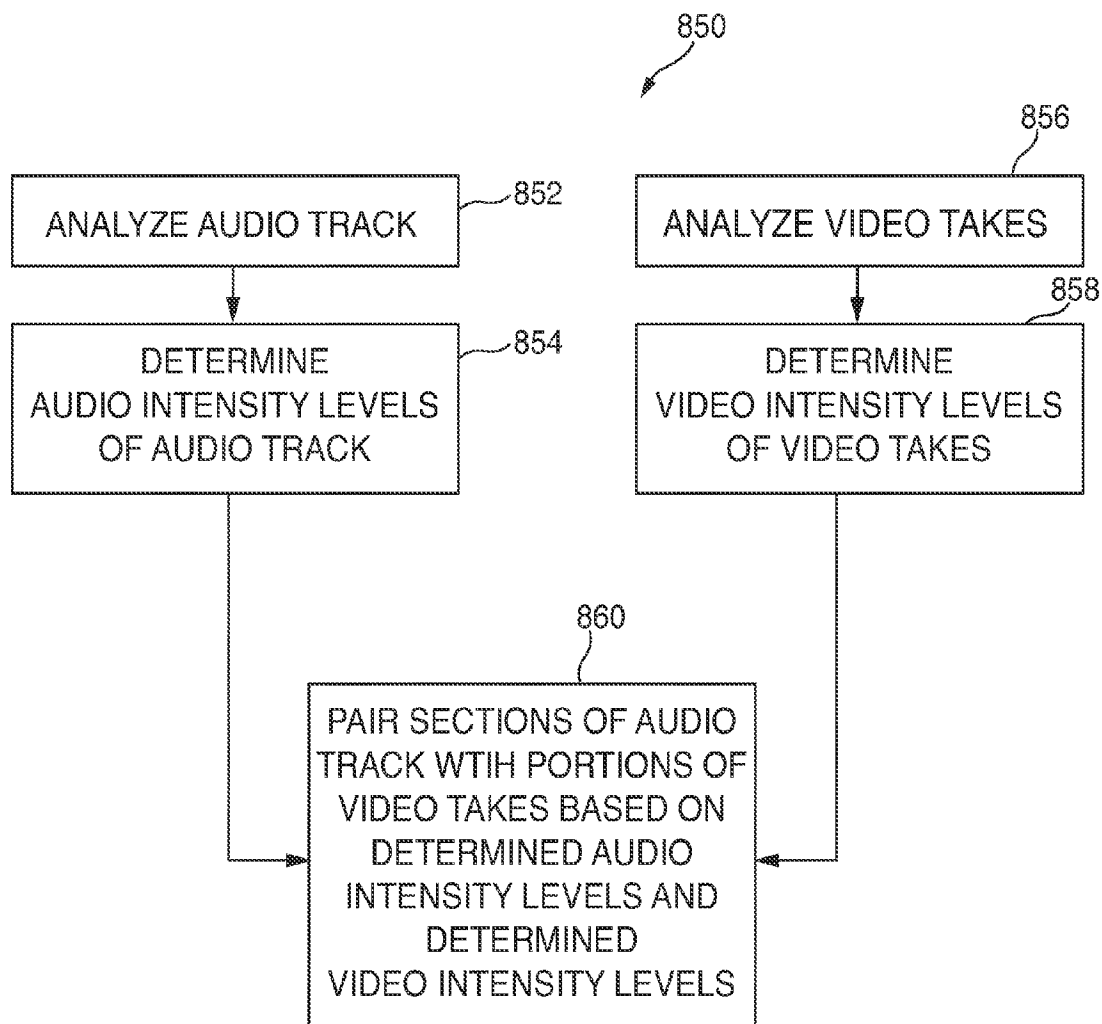 850
856
ANALYZE AUDIO TRACK
852
ANALYZE VIDEO TAKES
858
DETERMINE
AUDIO INTENSITY LEVELS
OF AUDIO TRACK
854
DETERMINE
VIDEO INTENSITY LEVELS
OF VIDEO TAKES
860
PAIR SECTIONS OF AUDIO
TRACK WTIH PORTIONS OF
VIDEO TAKES BASED ON
DETERMINED AUDIO
INTENSITY LEVELS AND
DETERMINED
VIDEO INTENSITY LEVELS